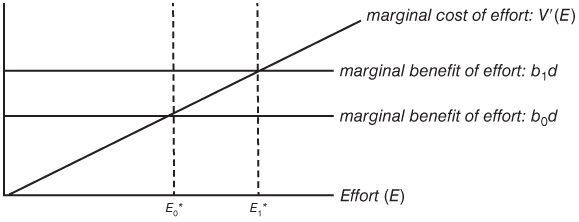 marginal cost of effort: V'(E)
marginal benefit of effort: b₁d
marginal benefit of effort: b₀d
Effort (E)
E₀* E₁*